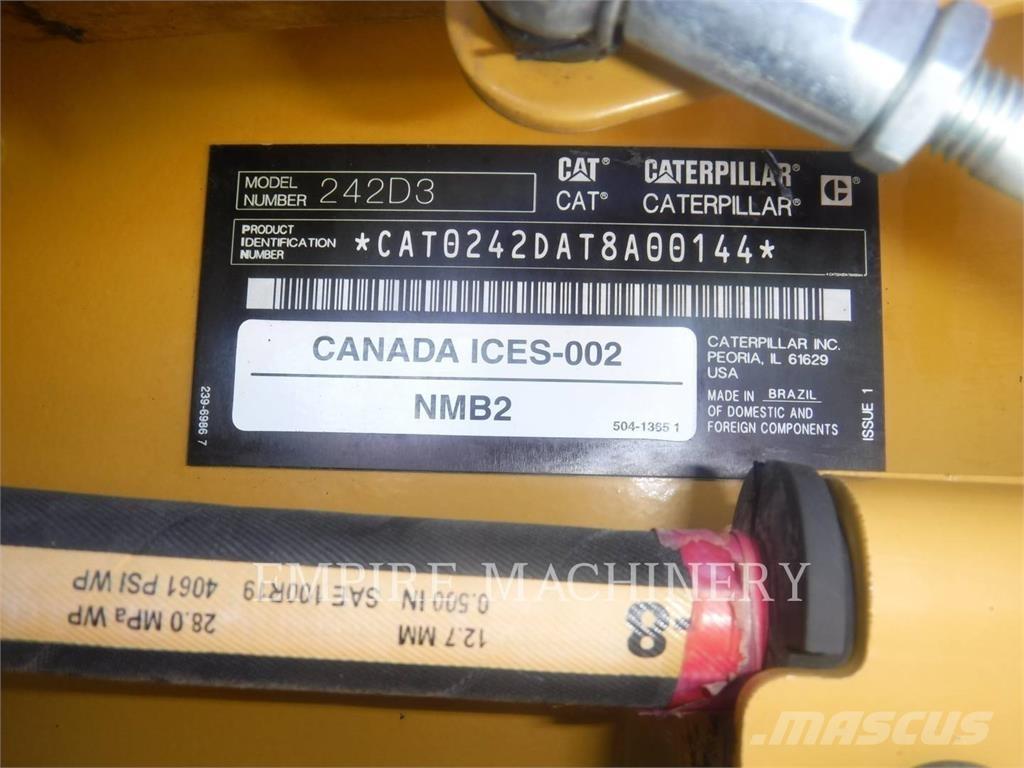 MODEL NUMBER 242D3
CAT CATERPILLAR C
CAT® CATERPILLAR®
PRODUCT IDENTIFICATION NUMBER *CAT0242DAT8A00144*
CANADA ICES-002
NMB2
504-1365 1
CATERPILLAR INC.
PEORIA, IL 61629
USA
MADE IN BRAZIL
OF DOMESTIC AND
FOREIGN COMPONENTS
ISSUE 1
239-6986 7
EMPIRE MACHINERY
12.7 MM 28.0 MPa WP
0.500 IN SAE 100R19 4061 PSI WP
-8
MASCUS